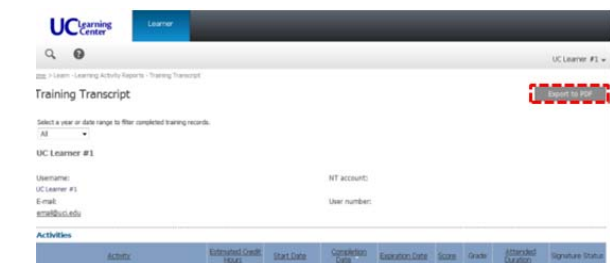 UC Learning Center
Learner
UC Learner #1
Home > Learn - Learning Activity Reports - Training Transcript
Training Transcript
Export to PDF
Select a year or date range to filter completed training records.
All
UC Learner #1
Username:
NT account:
UC Learner #1
E-mail:
User number:
email@uci.edu
Activities
Activity
Estimated Credit Hours
Start Date
Completion Date
Expiration Date
Score
Grade
Attended Duration
Signature Status